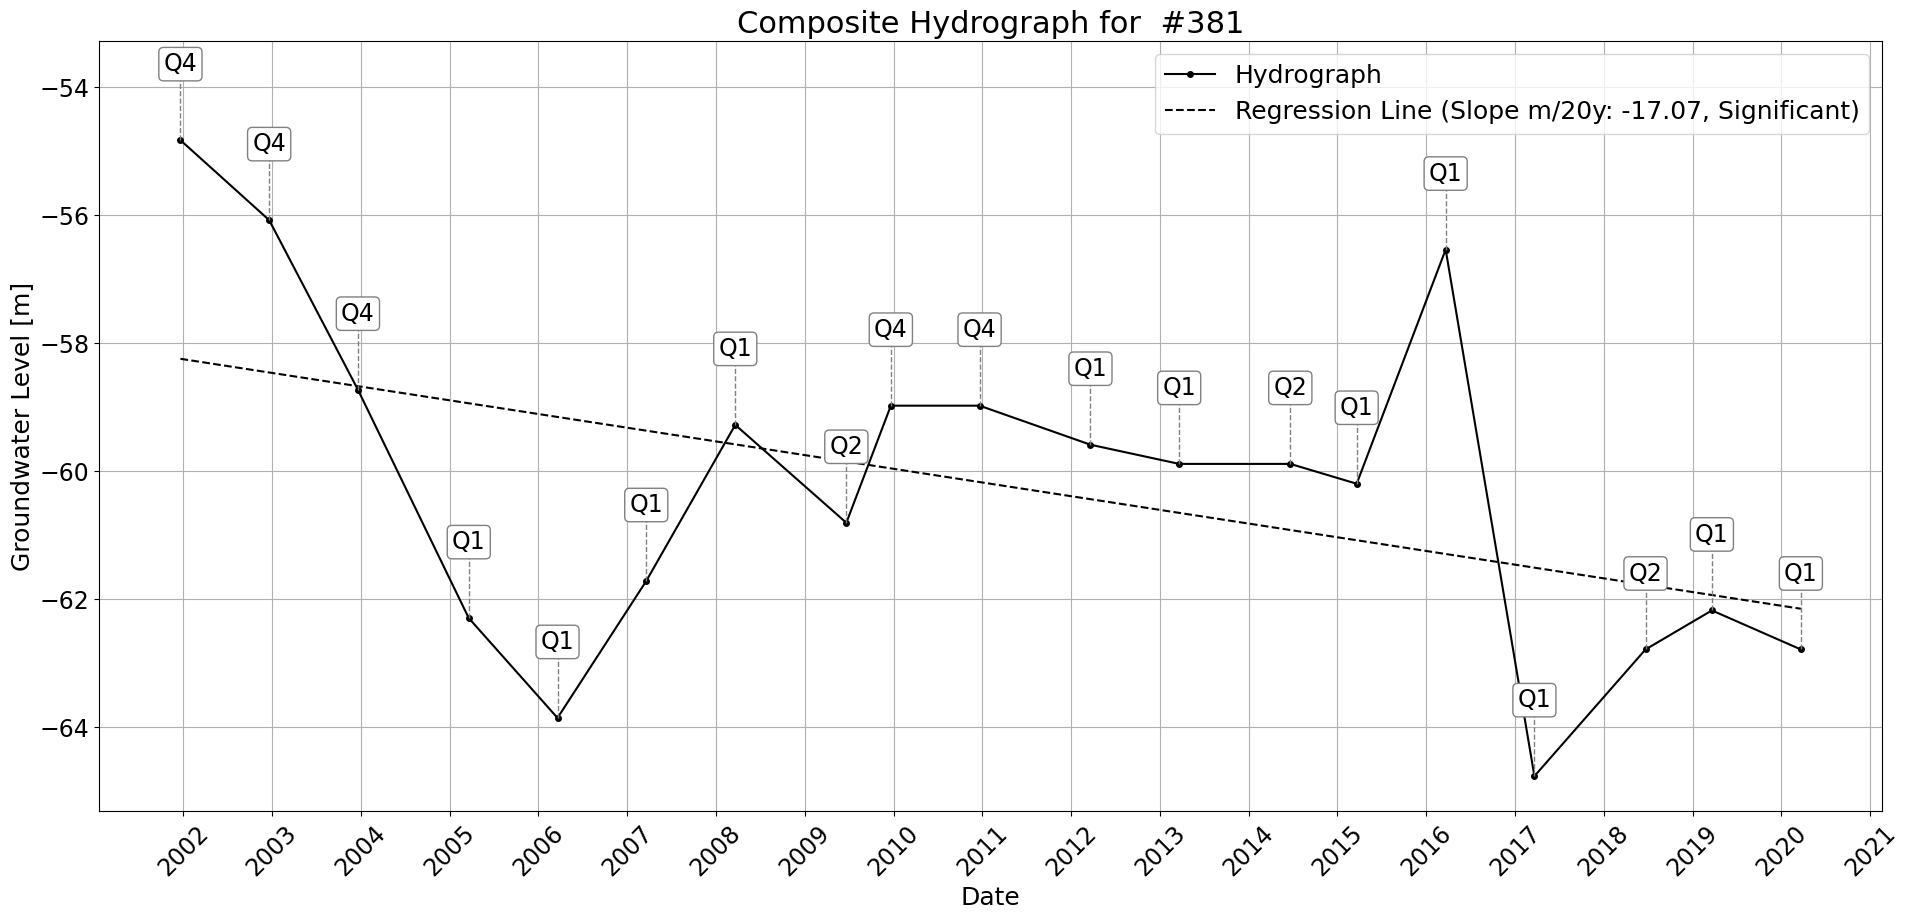 Composite Hydrograph for  #381
Hydrograph
Regression Line (Slope m/20y: -17.07, Significant)
Groundwater Level [m]
−54
−56
−58
−60
−62
−64
Q4
Q4
Q4
Q1
Q1
Q1
Q1
Q2
Q4
Q4
Q1
Q1
Q2
Q1
Q1
Q1
Q2
Q1
Q1
2002
2003
2004
2005
2006
2007
2008
2009
2010
2011
2012
2013
2014
2015
2016
2017
2018
2019
2020
2021
Date